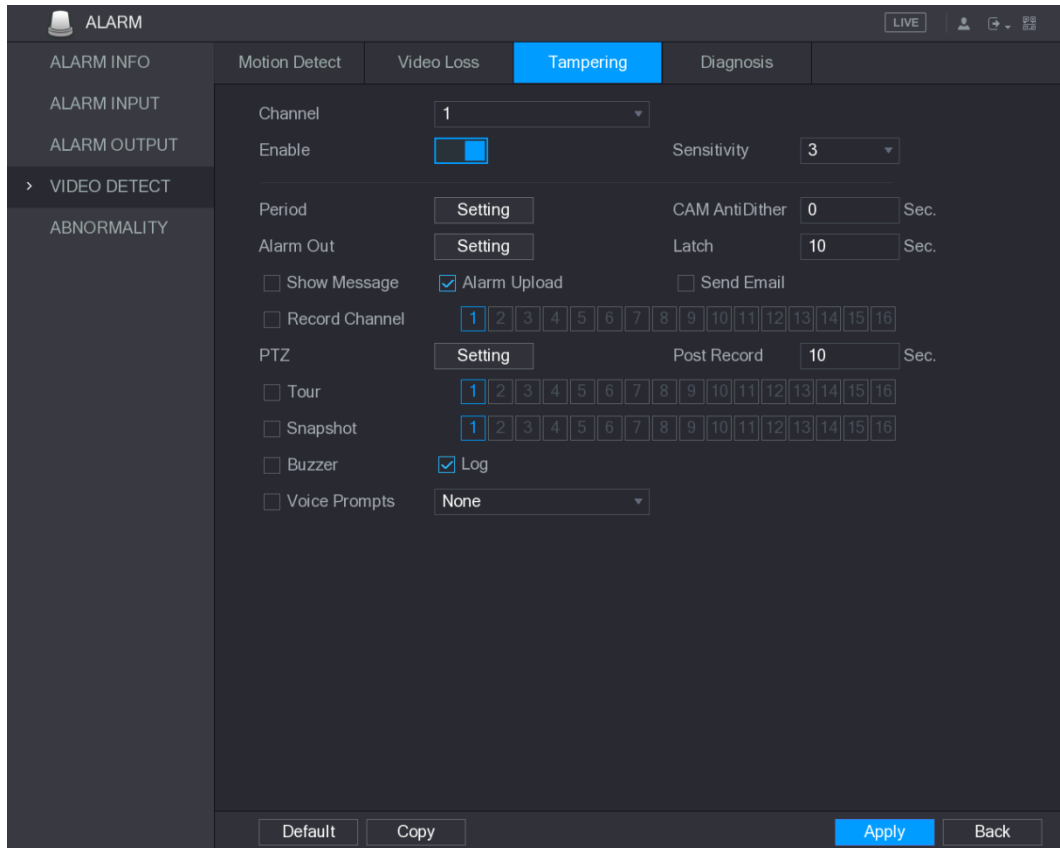 ALARM LIVE
ALARM INFO
ALARM INPUT
ALARM OUTPUT
> VIDEO DETECT
ABNORMALITY
Motion Detect Video Loss Tampering Diagnosis
Channel 1
Enable Sensitivity 3
Period Setting CAM AntiDither 0 Sec.
Alarm Out Setting Latch 10 Sec.
Show Message Alarm Upload Send Email
Record Channel 1 2 3 4 5 6 7 8 9 10 11 12 13 14 15 16
PTZ Setting Post Record 10 Sec.
Tour 1 2 3 4 5 6 7 8 9 10 11 12 13 14 15 16
Snapshot 1 2 3 4 5 6 7 8 9 10 11 12 13 14 15 16
Buzzer Log
Voice Prompts None
Default Copy Apply Back